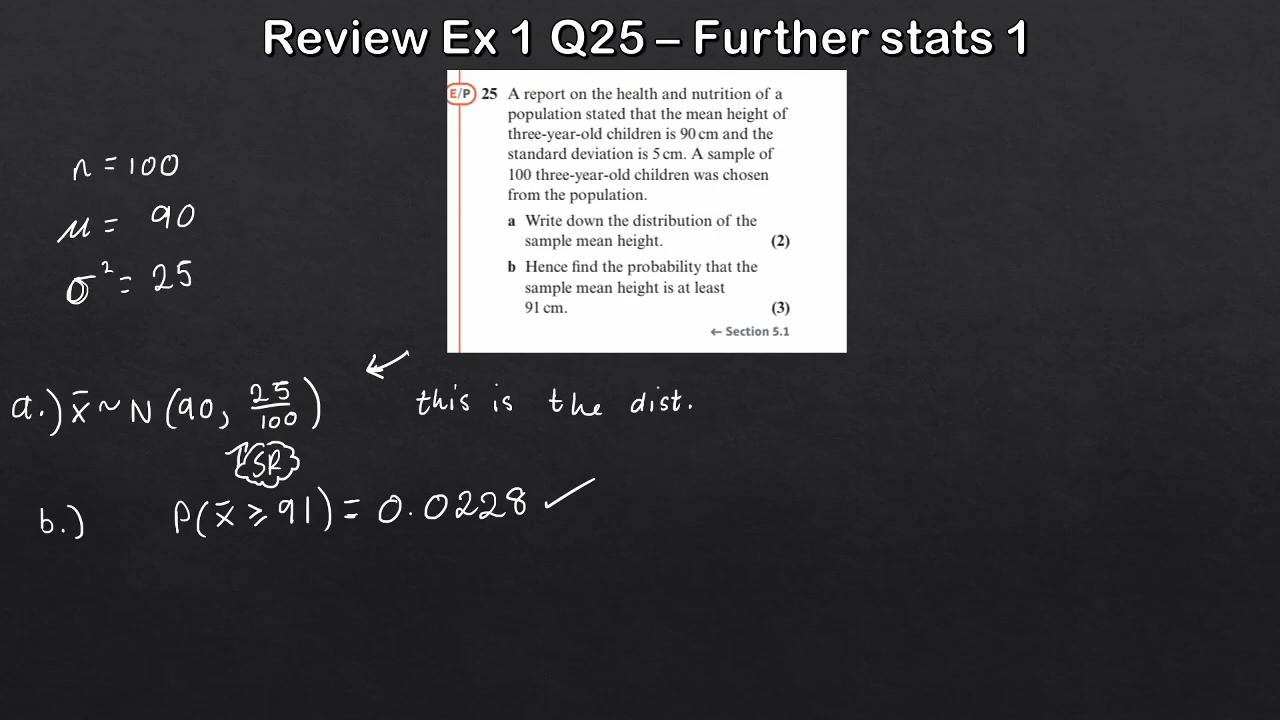 Review Ex 1 Q25 – Further stats 1
E/P 25 A report on the health and nutrition of a
population stated that the mean height of
three-year-old children is 90 cm and the
standard deviation is 5 cm. A sample of
100 three-year-old children was chosen
from the population.
a Write down the distribution of the
sample mean height. (2)
b Hence find the probability that the
sample mean height is at least
91 cm. (3)
← Section 5.1
n = 100
μ = 90
σ² = 25
a.) x̄ ~ N (90, 25/100) this is the dist.
b.) P(x̄ ⩾ 91) = 0.0228 ✓